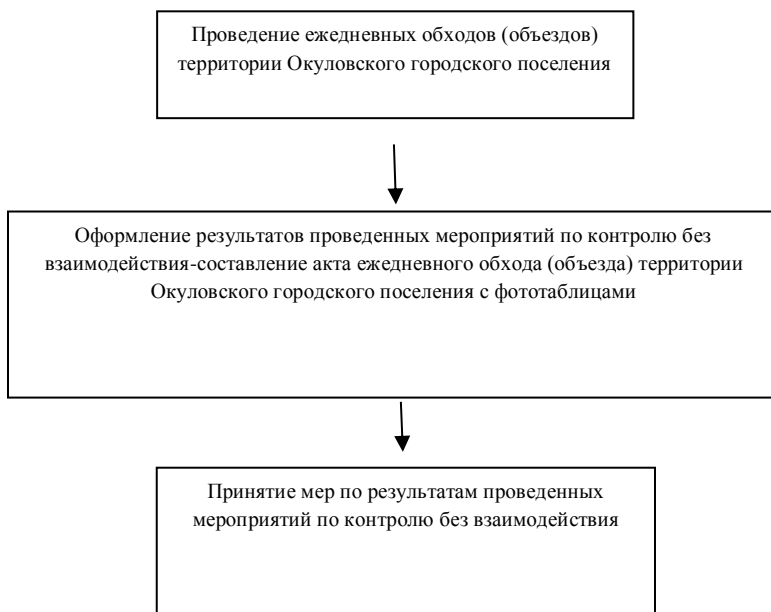 Проведение ежедневных обходов (объездов)
территории Окуловского городского поселения
Оформление результатов проведенных мероприятий по контролю без
взаимодействия-составление акта ежедневного обхода (объезда) территории
Окуловского городского поселения с фототаблицами
Принятие мер по результатам проведенных
мероприятий по контролю без взаимодействия